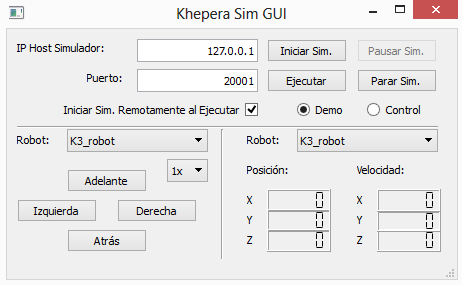 Khepera Sim GUI
IP Host Simulador: 127.0.0.1 Iniciar Sim. Pausar Sim.
Puerto: 20001 Ejecutar Parar Sim.
Iniciar Sim. Remotamente al Ejecutar Demo Control
Robot: K3_robot
1x
Adelante
Izquierda Derecha
Atrás
Robot: K3_robot
Posición: Velocidad:
X 0 X 0
Y 0 Y 0
Z 0 Z 0